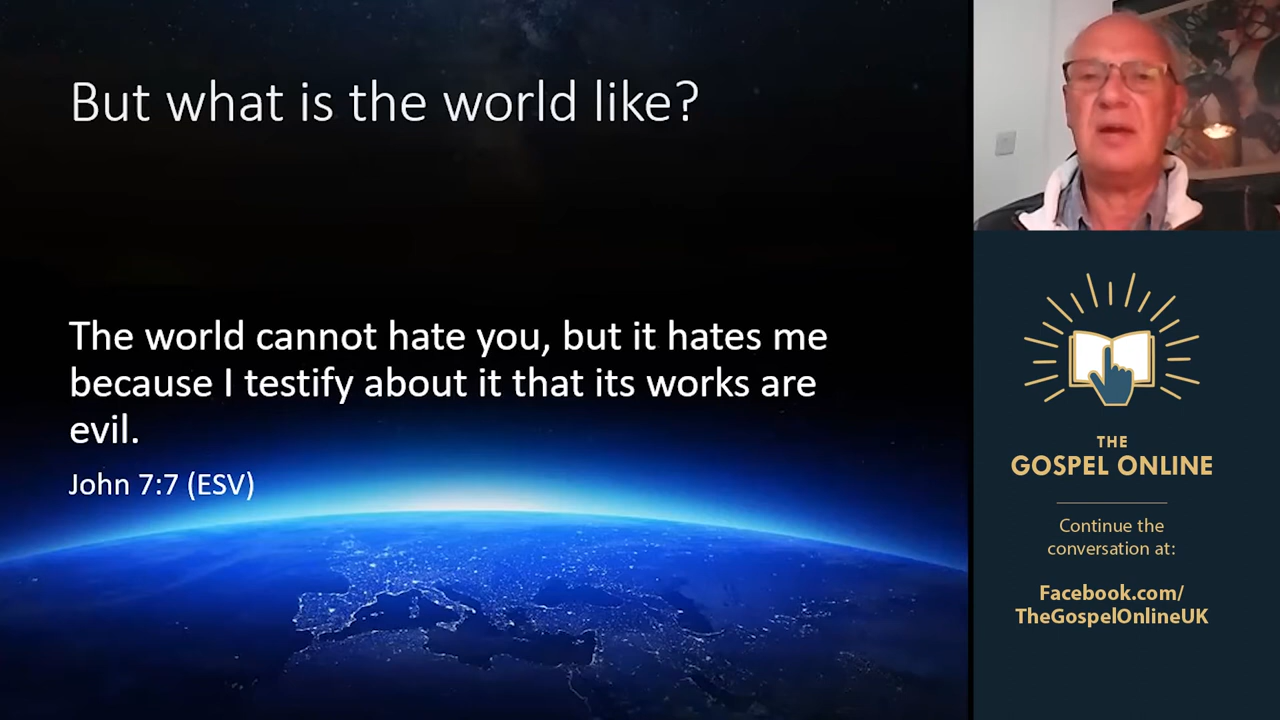 But what is the world like?
The world cannot hate you, but it hates me
because I testify about it that its works are
evil.
John 7:7 (ESV)
THE
GOSPEL ONLINE
Continue the
conversation at:
Facebook.com/
TheGospelOnlineUK